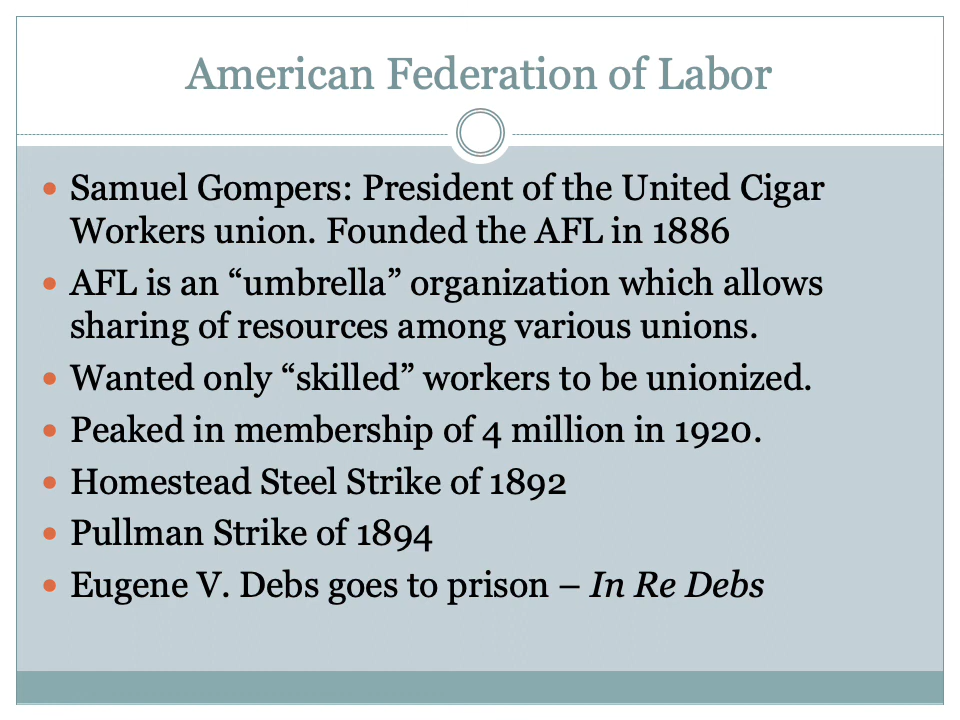 American Federation of Labor
• Samuel Gompers: President of the United Cigar
Workers union. Founded the AFL in 1886
• AFL is an “umbrella” organization which allows
sharing of resources among various unions.
• Wanted only “skilled” workers to be unionized.
• Peaked in membership of 4 million in 1920.
• Homestead Steel Strike of 1892
• Pullman Strike of 1894
• Eugene V. Debs goes to prison – In Re Debs